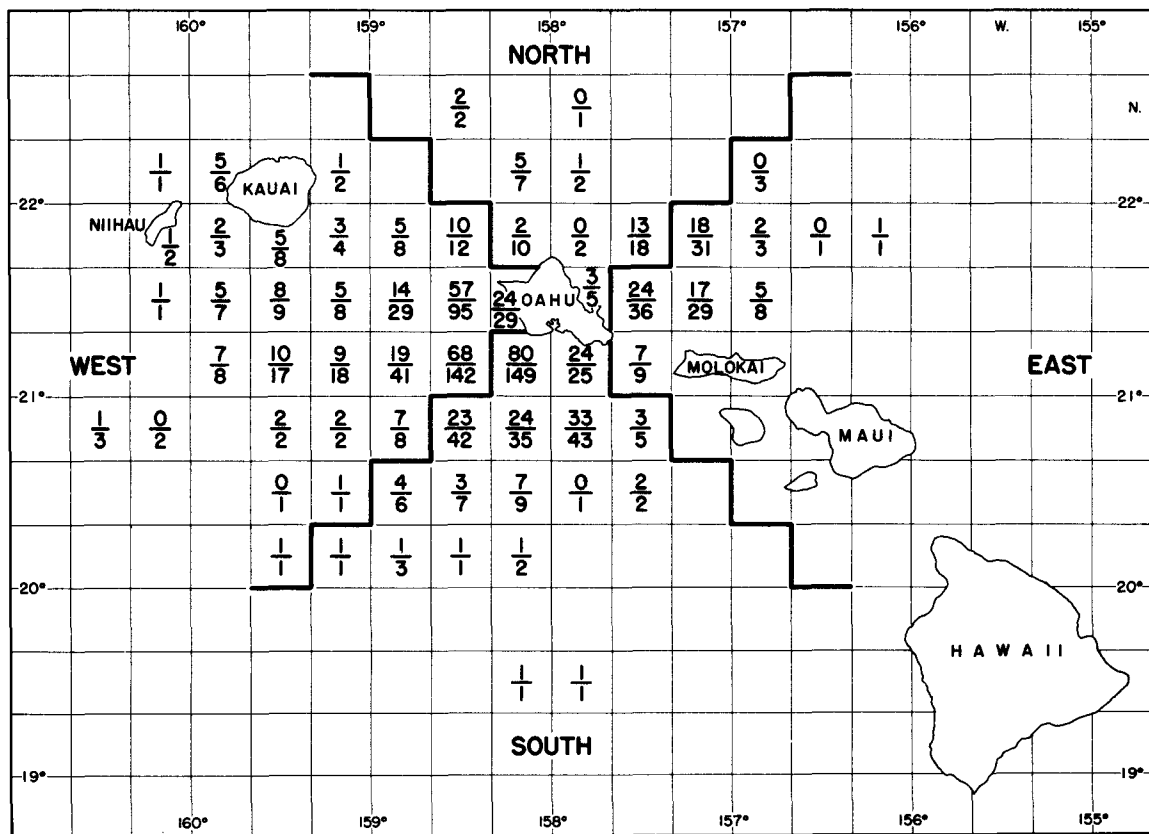 160° 159° 158° 157° 156° W. 155°
NORTH
2/2 0/1 N.
1/1 5/6 1/2 5/7 1/2 0/3
KAUAI
22° 22°
NIIHAU 1/2 2/3 5/8 3/4 5/8 10/12 2/10 0/2 13/18 18/31 2/3 0/1 1/1
1/1 5/7 8/9 5/8 14/29 57/95 24/29 OAHU 3/5 24/36 17/29 5/8
WEST 7/8 10/17 9/18 19/41 68/142 80/149 24/25 7/9 MOLOKAI EAST
21° 21°
1/3 0/2 2/2 2/2 7/8 23/42 24/35 33/43 3/5 MAUI
0/1 1/1 4/6 3/7 7/9 0/1 2/2
1/1 1/1 1/3 1/1 1/2
20° 20°
HAWAII
1/1 1/1
SOUTH
19° 19°
160° 159° 158° 157° 156° 155°